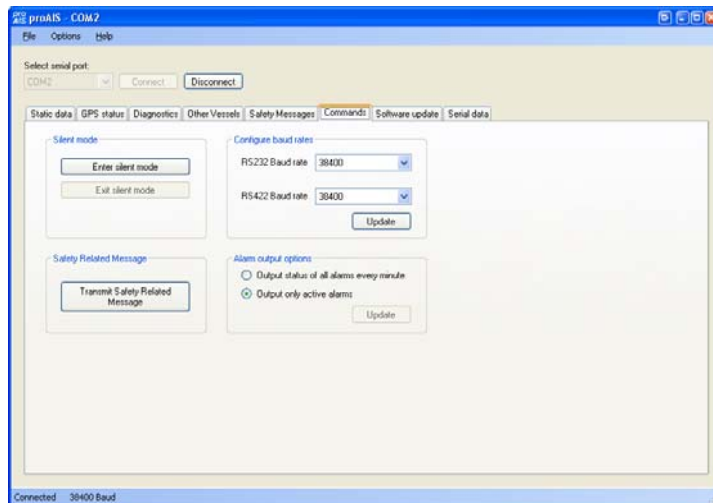 pro AIS proAIS - COM2
File Options Help
Select serial port:
COM2 Connect Disconnect
Static data GPS status Diagnostics Other Vessels Safety Messages Commands Software update Serial data
Silent mode
Enter silent mode
Exit silent mode
Configure baud rates
RS232 Baud rate 38400
RS422 Baud rate 38400
Update
Safety Related Message
Transmit Safety Related
Message
Alarm output options
Output status of all alarms every minute
Output only active alarms
Update
Connected 38400 Baud